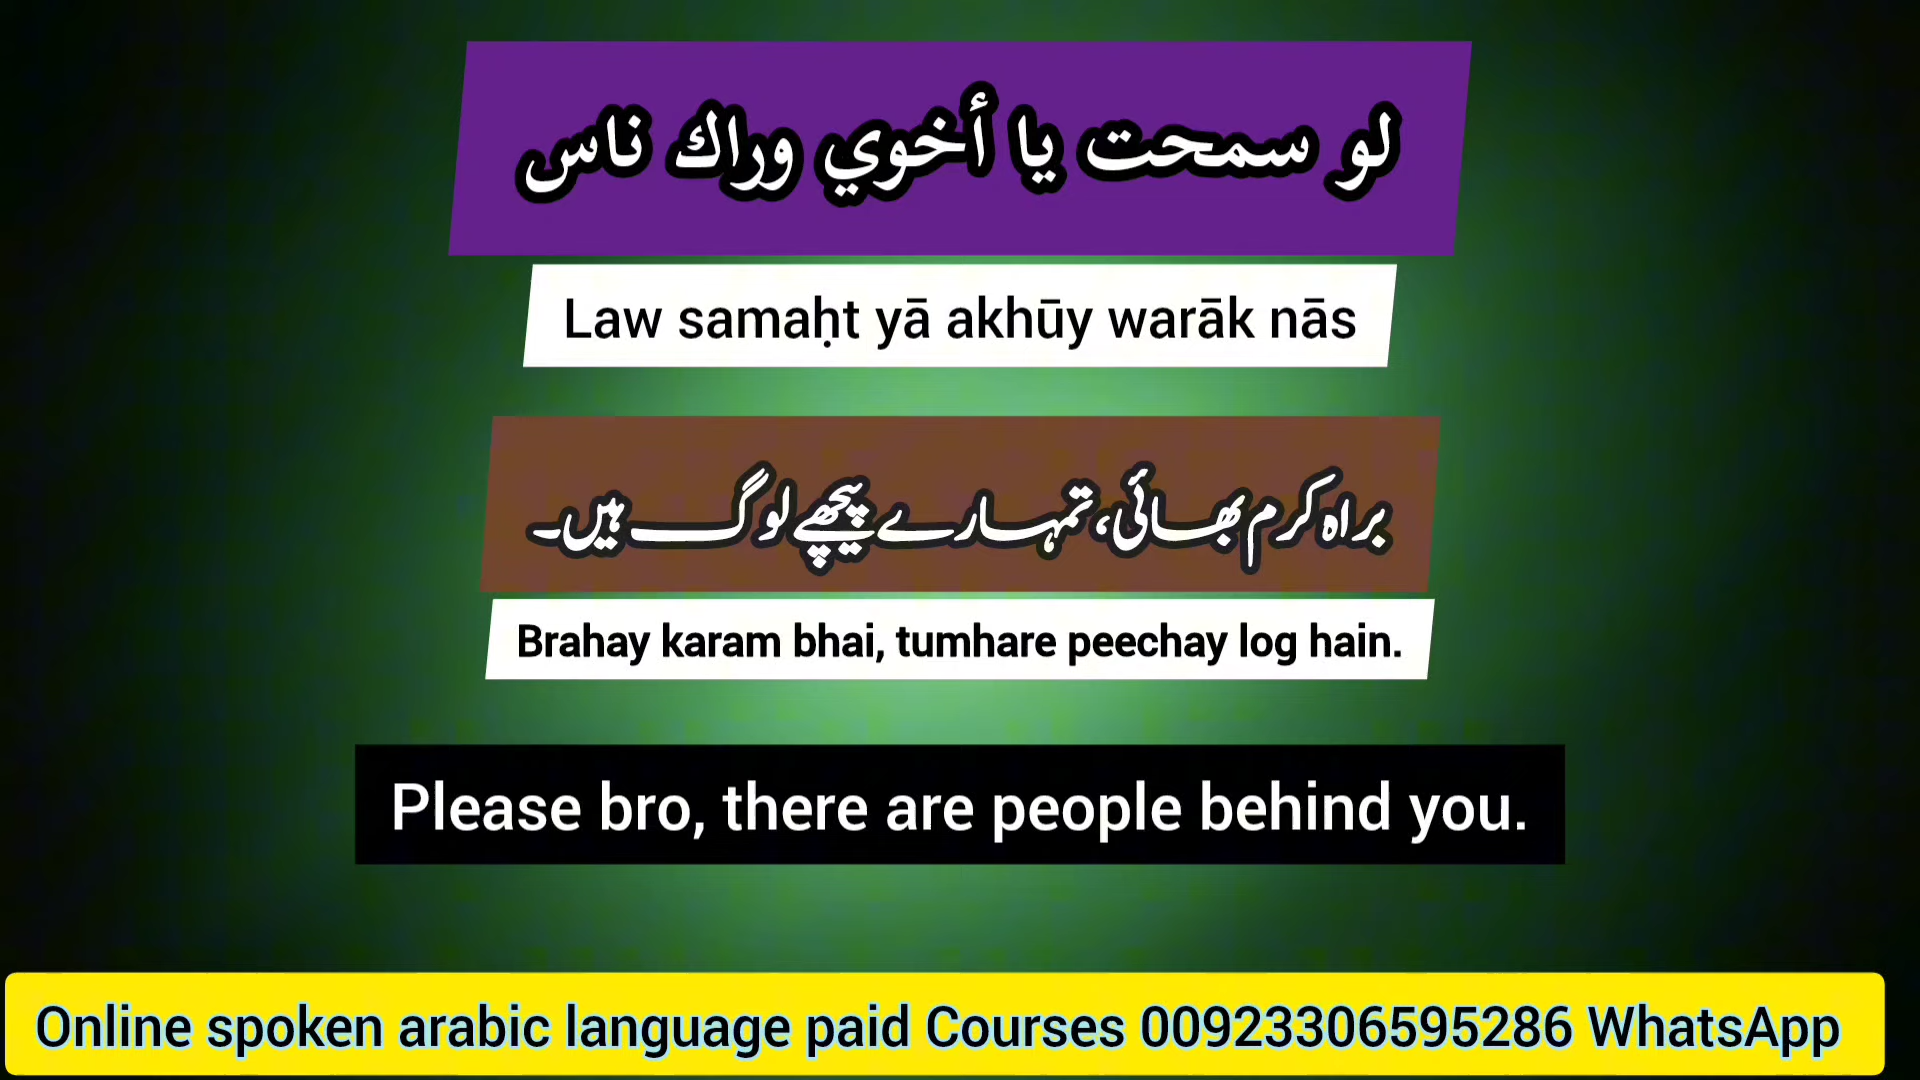 لو سمحت يا أخوي وراك ناس
Law samaḥt yā akhūy warāk nās
براہ کرم بھائی، تمہارے پیچھے لوگ ہیں۔
Brahay karam bhai, tumhare peechay log hain.
Please bro, there are people behind you.
Online spoken arabic language paid Courses 00923306595286 WhatsApp